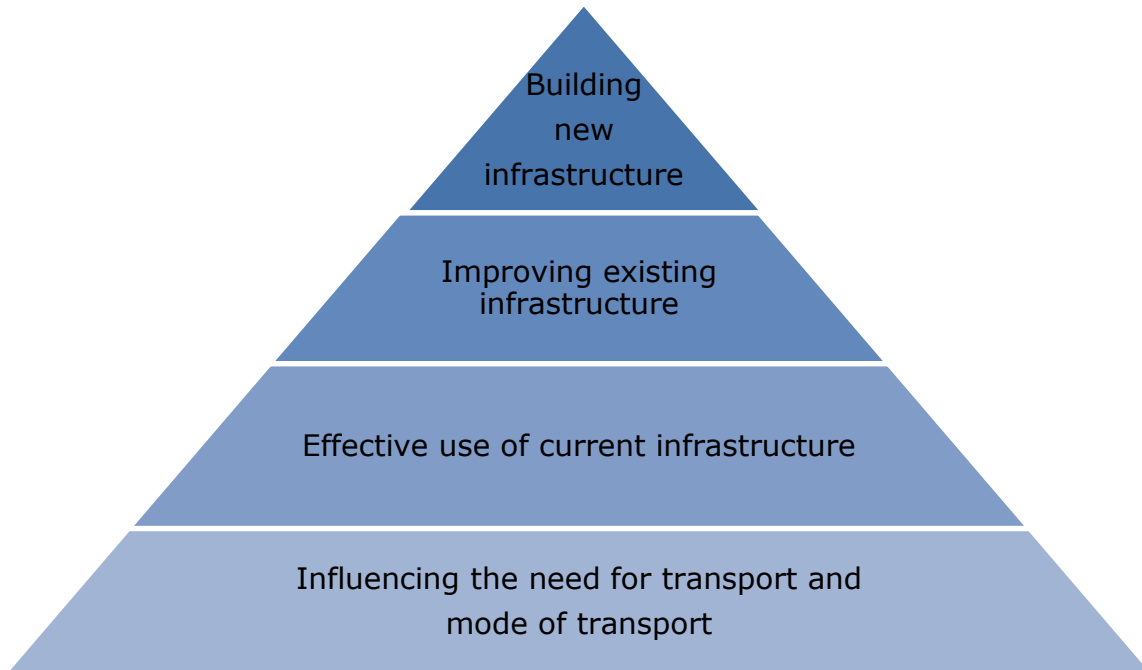 Building
new
infrastructure
Improving existing
infrastructure
Effective use of current infrastructure
Influencing the need for transport and
mode of transport